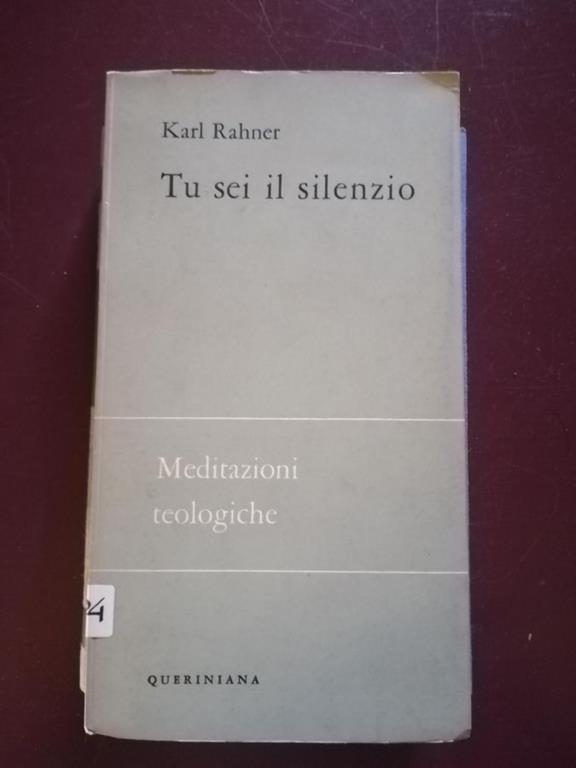 Karl Rahner
Tu sei il silenzio
Meditazioni
teologiche
4
QUERINIANA